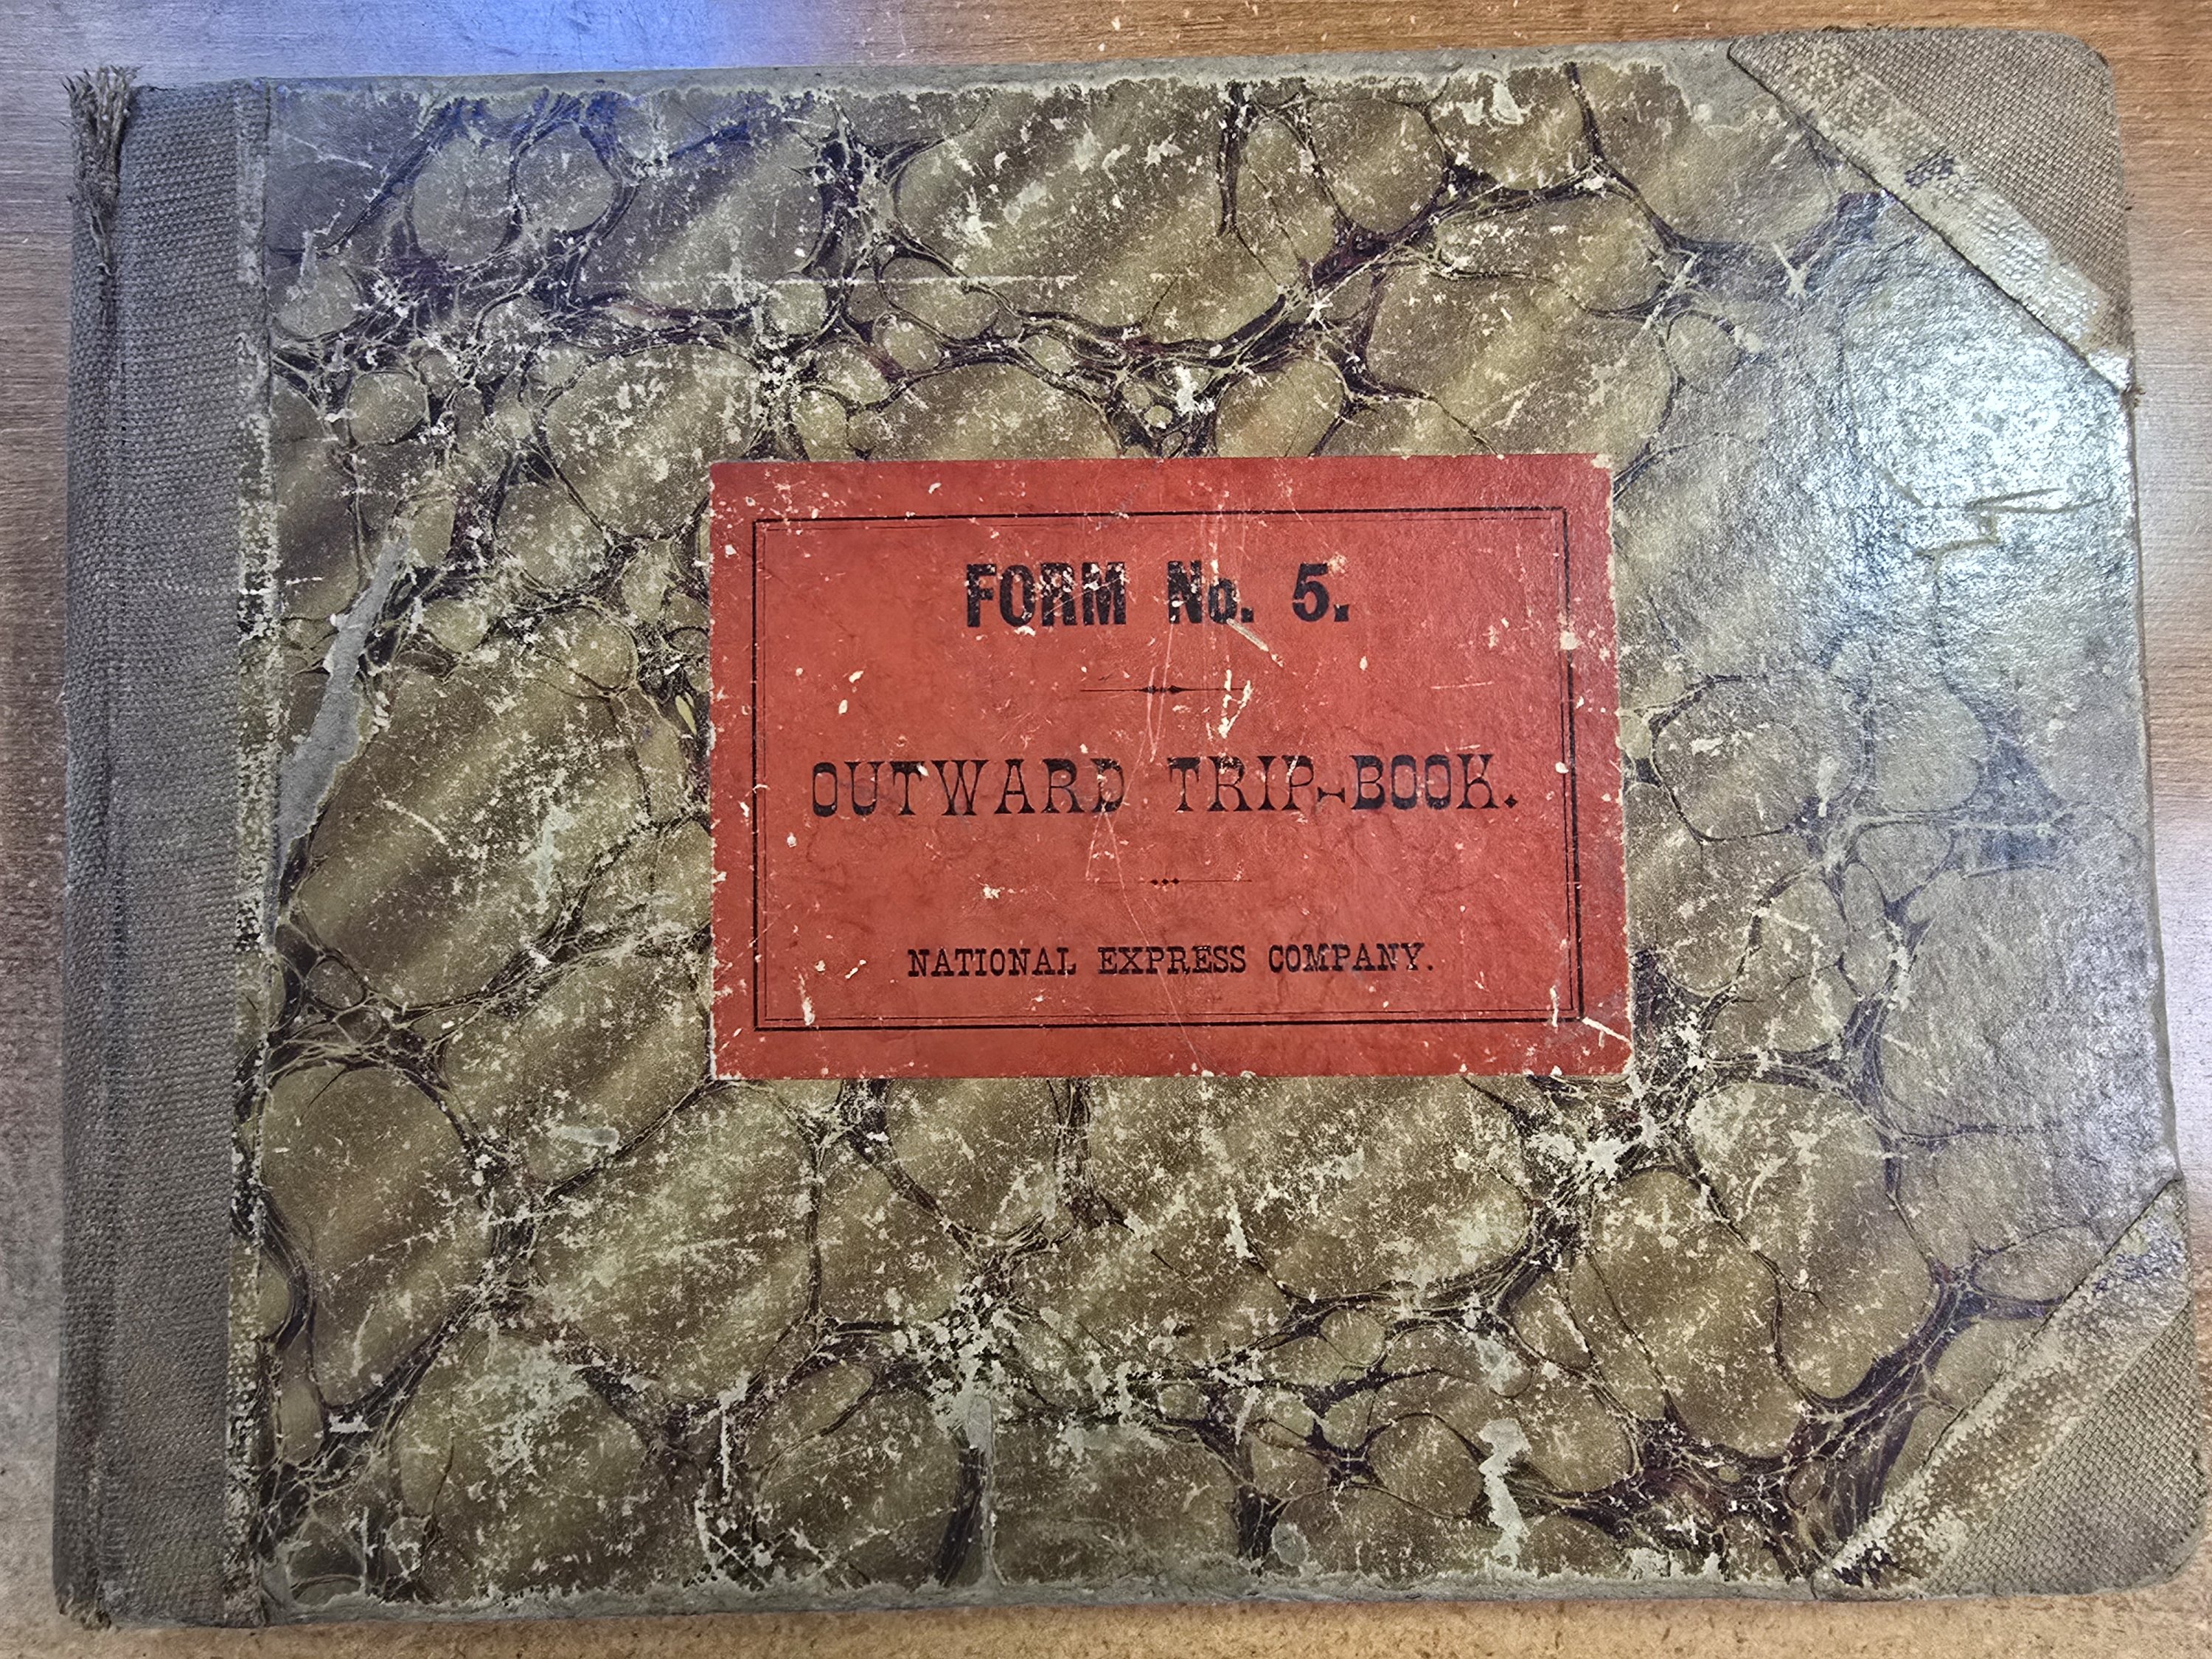 FORM No. 5.
OUTWARD TRIP-BOOK.
NATIONAL EXPRESS COMPANY.